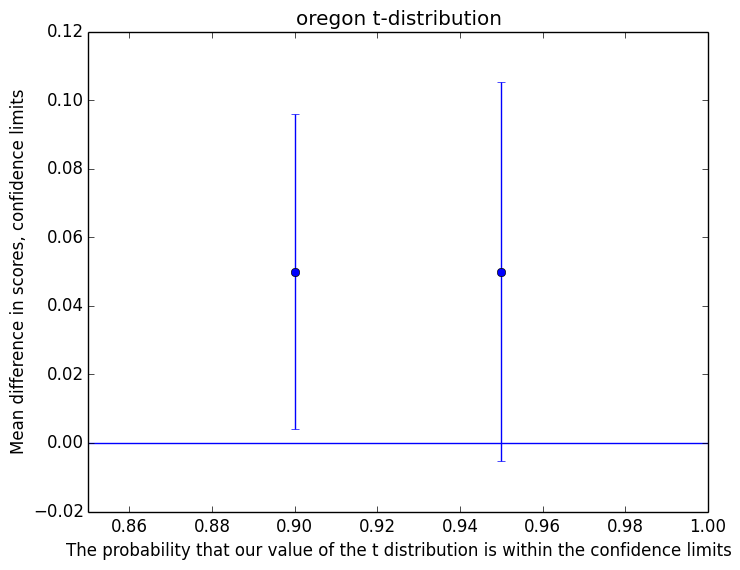 oregon t-distribution
0.12
0.10
0.08
0.06
0.04
0.02
0.00
−0.02
Mean difference in scores, confidence limits
0.86 0.88 0.90 0.92 0.94 0.96 0.98 1.00
The probability that our value of the t distribution is within the confidence limits